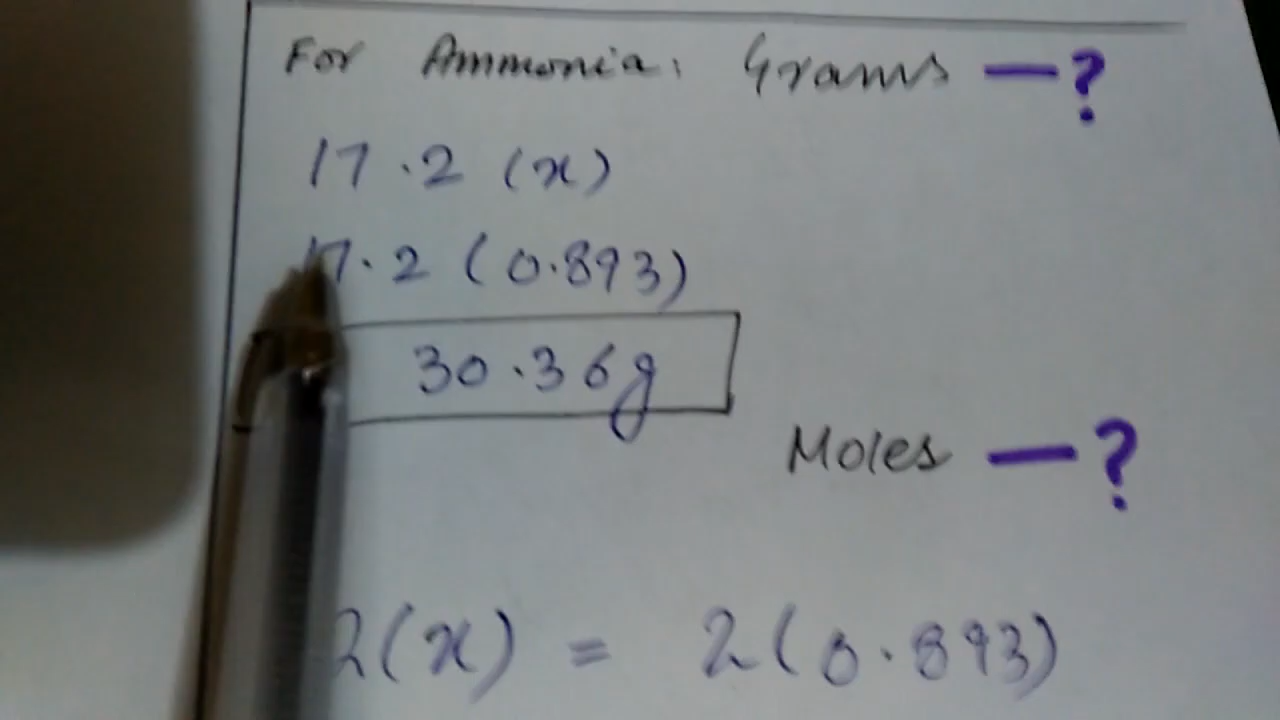 For Ammonia: Grams —?
17.2 (x)
17.2 (0.893)
30.36g
Moles —?
2(x) = 2(0.893)